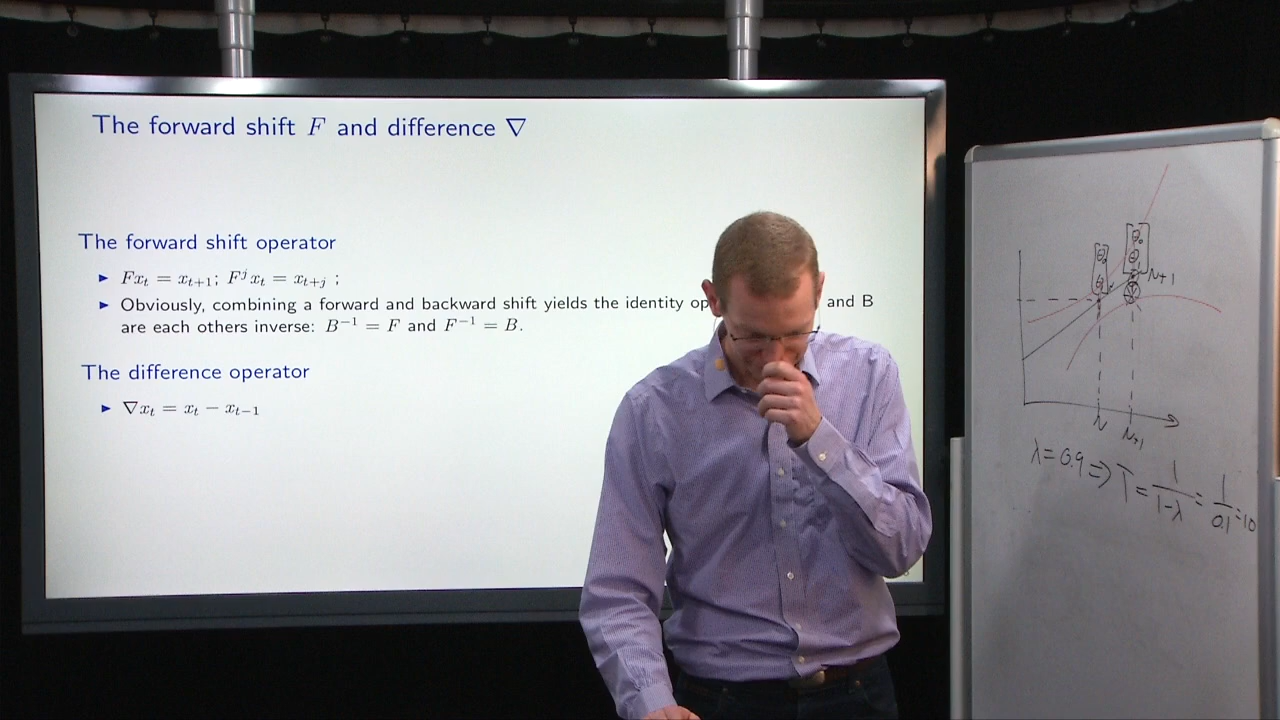 The forward shift F and difference ∇
The forward shift operator
▶ Fx_t = x_{t+1}; F^j x_t = x_{t+j} ;
▶ Obviously, combining a forward and backward shift yields the identity op and B
are each others inverse: B^{-1} = F and F^{-1} = B.
The difference operator
▶ ∇x_t = x_t − x_{t−1}
N+1
N
N+1
λ = 0.9 ⇒ T = 1/(1-λ) = 1/0.1 = 10